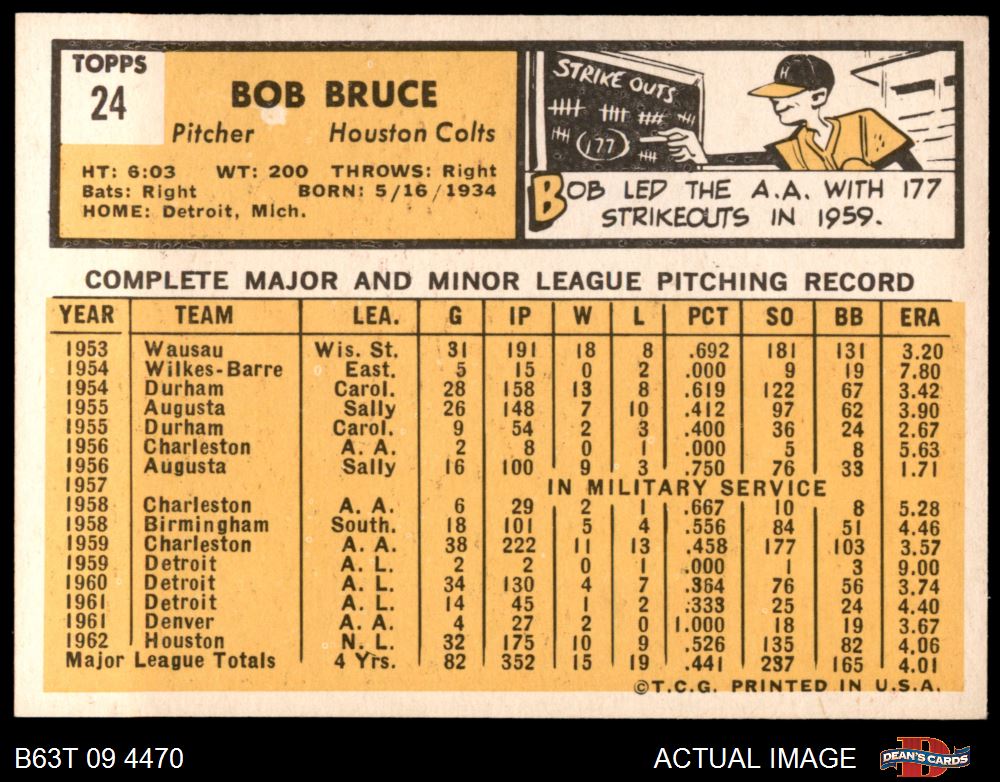 TOPPS
24
BOB BRUCE
Pitcher Houston Colts
HT: 6:03 WT: 200 THROWS: Right
Bats: Right BORN: 5/16/1934
HOME: Detroit, Mich.
STRIKE OUTS
177
H
BOB LED THE A.A. WITH 177
STRIKEOUTS IN 1959.
COMPLETE MAJOR AND MINOR LEAGUE PITCHING RECORD
YEAR TEAM LEA. G IP W L PCT SO BB ERA
1953 Wausau Wis. St. 31 191 18 8 .692 181 131 3.20
1954 Wilkes-Barre East. 5 15 0 2 .000 9 19 7.80
1954 Durham Carol. 28 158 13 8 .619 122 67 3.42
1955 Augusta Sally 26 148 7 10 .412 97 62 3.90
1955 Durham Carol. 9 54 2 3 .400 36 24 2.67
1956 Charleston A. A. 2 8 0 1 .000 5 8 5.63
1956 Augusta Sally 16 100 9 3 .750 76 33 1.71
1957 IN MILITARY SERVICE
1958 Charleston A. A. 6 29 2 1 .667 10 8 5.28
1958 Birmingham South. 18 101 5 4 .556 84 51 4.46
1959 Charleston A. A. 38 222 11 13 .458 177 103 3.57
1959 Detroit A. L. 2 2 0 1 .000 1 3 9.00
1960 Detroit A. L. 34 130 4 7 .364 76 56 3.74
1961 Detroit A. L. 14 45 1 2 .333 25 24 4.40
1961 Denver A. A. 4 27 2 0 1.000 18 19 3.67
1962 Houston N. L. 32 175 10 9 .526 135 82 4.06
Major League Totals 4 Yrs. 82 352 15 19 .441 237 165 4.01
©T.C.G. PRINTED IN U.S.A.
B63T 09 4470 ACTUAL IMAGE DEAN'S CARDS